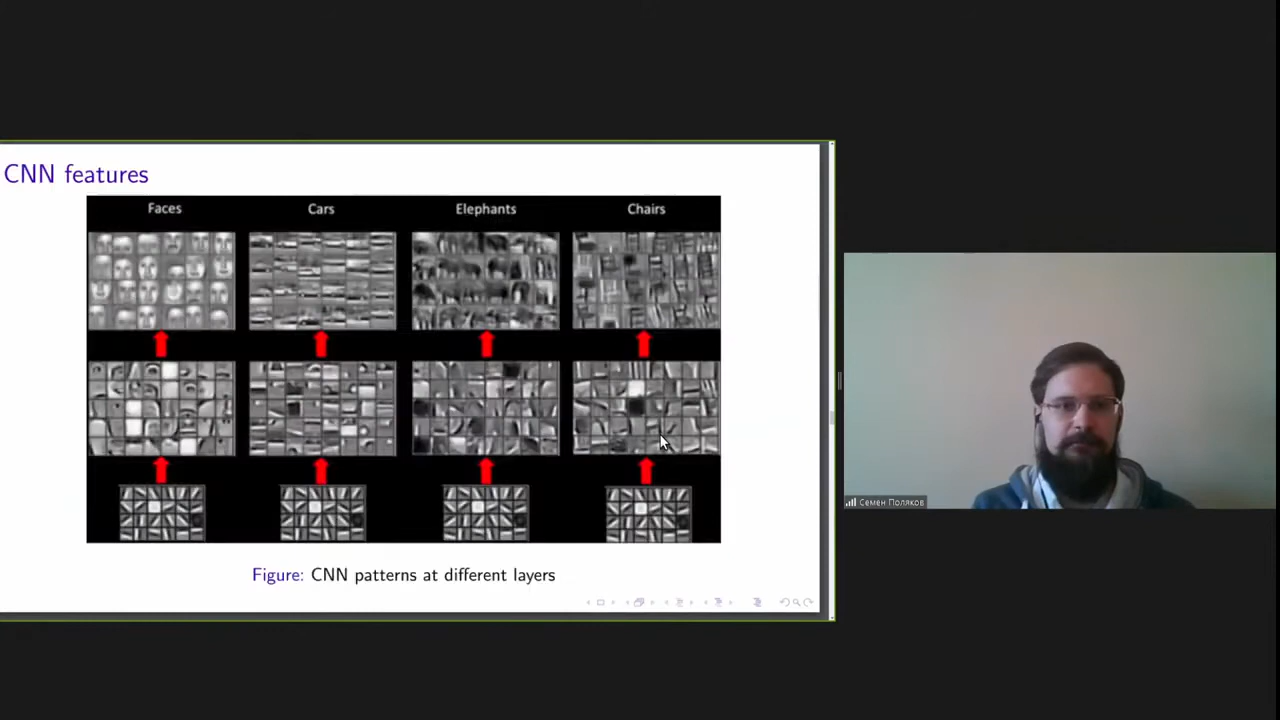 CNN features
Faces Cars Elephants Chairs
Figure: CNN patterns at different layers
Семен Поляков